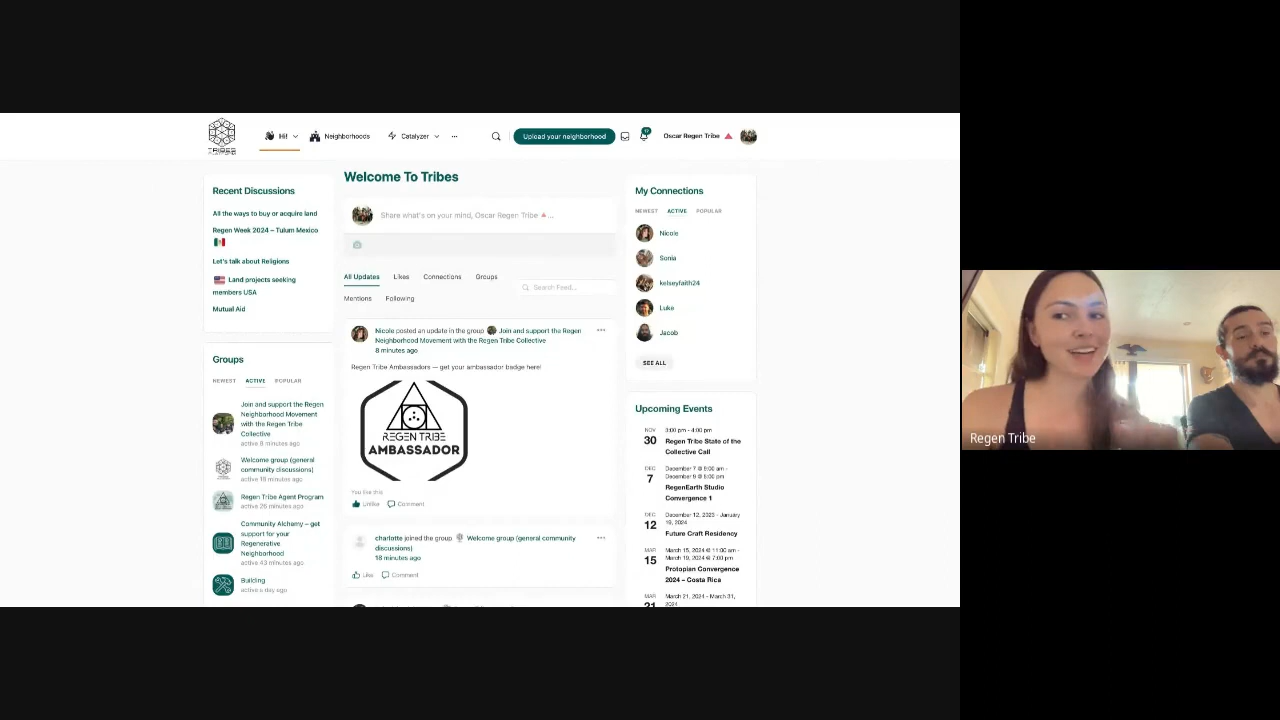 TRIBES
PLATFORM
Hi!
Neighborhoods
Catalyzer
Upload your neighborhood
Oscar Regen Tribe
Recent Discussions
All the ways to buy or acquire land
Regen Week 2024 – Tulum Mexico
Let's talk about Religions
Land projects seeking
members USA
Mutual Aid
Groups
NEWEST ACTIVE POPULAR
Join and support the Regen
Neighborhood Movement
with the Regen Tribe
Collective
active 8 minutes ago
Welcome group (general
community discussions)
active 18 minutes ago
Regen Tribe Agent Program
active 26 minutes ago
Community Alchemy – get
support for your
Regenerative
Neighborhood
active 43 minutes ago
Building
active a day ago
Welcome To Tribes
Share what's on your mind, Oscar Regen Tribe ...
All Updates Likes Connections Groups
Search Feed...
Mentions Following
Nicole posted an update in the group Join and support the Regen
Neighborhood Movement with the Regen Tribe Collective
8 minutes ago
Regen Tribe Ambassadors — get your ambassador badge here!
REGEN TRIBE
AMBASSADOR
You like this
Unlike Comment
charlotte joined the group Welcome group (general community
discussions)
18 minutes ago
Like Comment
My Connections
NEWEST ACTIVE POPULAR
Nicole
Sonia
kelseyfaith24
Luke
Jacob
SEE ALL
Upcoming Events
NOV
30
3:00 pm - 4:00 pm
Regen Tribe State of the
Collective Call
DEC
7
December 7 @ 8:00 am -
December 9 @ 5:00 pm
RegenEarth Studio
Convergence 1
DEC
12
December 12, 2023 - January
19, 2024
Future Craft Residency
MAR
15
March 15, 2024 @ 11:00 am -
March 19, 2024 @ 7:00 pm
Protopian Convergence
2024 – Costa Rica
MAR
21
March 21, 2024 - March 31,
2024
Regen Tribe